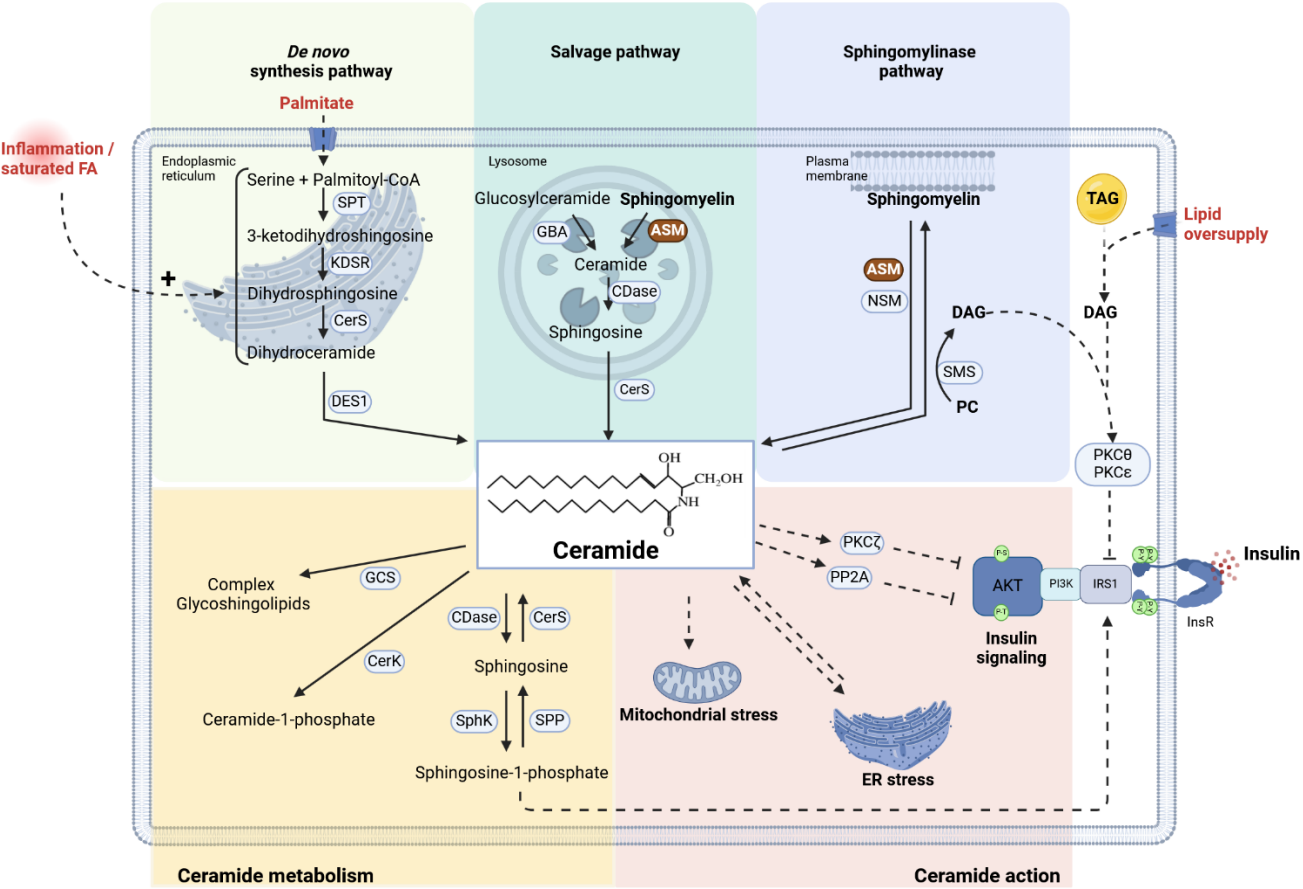 De novo
synthesis pathway
Salvage pathway
Sphingomylinase
pathway
Palmitate
Inflammation /
saturated FA
Endoplasmic
reticulum
Serine + Palmitoyl-CoA
SPT
3-ketodihydroshingosine
KDSR
Dihydrosphingosine
CerS
Dihydroceramide
DES1
+
Lysosome
Glucosylceramide
Sphingomyelin
GBA
ASM
Ceramide
CDase
Sphingosine
CerS
Plasma
membrane
Sphingomyelin
ASM
NSM
DAG
SMS
PC
TAG
Lipid
oversupply
DAG
PKCθ
PKCε
OH
CH2OH
NH
O
Ceramide
GCS
Complex
Glycoshingolipids
CerK
Ceramide-1-phosphate
CDase
CerS
Sphingosine
SphK
SPP
Sphingosine-1-phosphate
PKCζ
PP2A
Mitochondrial stress
ER stress
P-S
AKT
P-T
PI3K
IRS1
Insulin
signaling
P-Y
P-Y
P-Y
P-Y
Insulin
InsR
Ceramide metabolism
Ceramide action